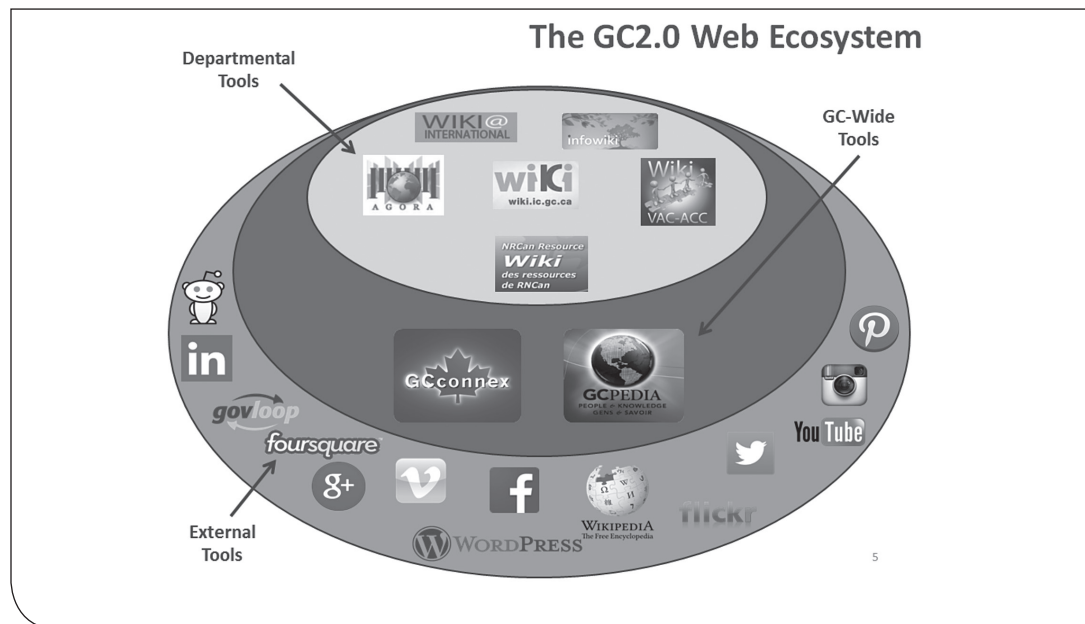 The GC2.0 Web Ecosystem
Departmental
Tools
GC-Wide
Tools
WIKI@
INTERNATIONAL
infowiki
AGORA
wiKi
wiki.ic.gc.ca
Wiki
VAC-ACC
NRCan Resource
Wiki
des ressources
de RNCan
GCconnex
GCPEDIA
PEOPLE & KNOWLEDGE
GENS & SAVOIR
in
govloop
foursquare
g+
YouTube
WIKIPEDIA
The Free Encyclopedia
flickr
WORDPRESS
External
Tools
5